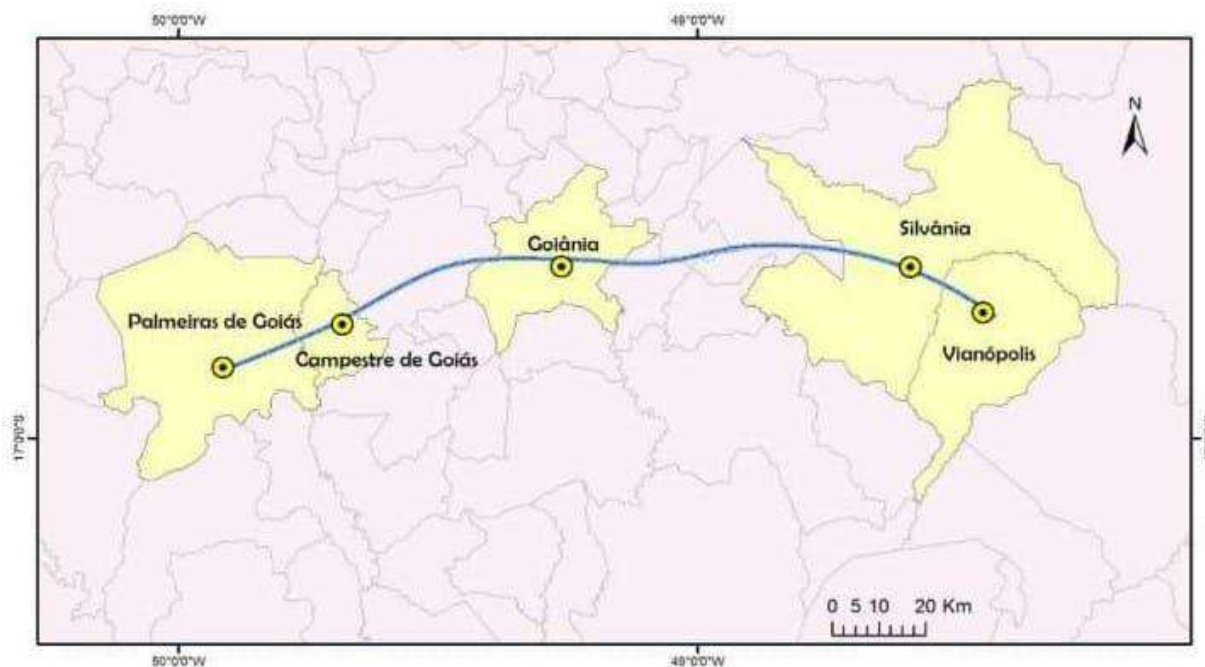 50°0'0"W 49°0'0"W
N
Silvânia
Goiânia
Palmeiras de Goiás
Campestre de Goiás
Vianópolis
17°0'0"S
0 5 10 20 Km
50°0'0"W 49°0'0"W